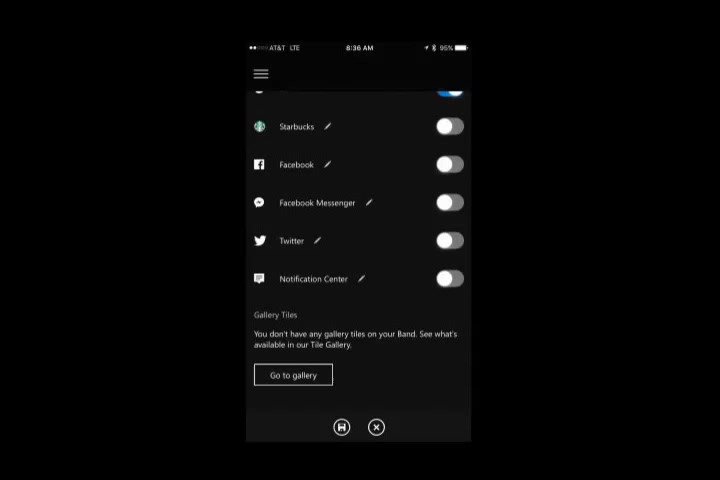 AT&T LTE 8:36 AM 95%
Starbucks
Facebook
Facebook Messenger
Twitter
Notification Center
Gallery Tiles
You don't have any gallery tiles on your Band. See what's
available in our Tile Gallery.
Go to gallery